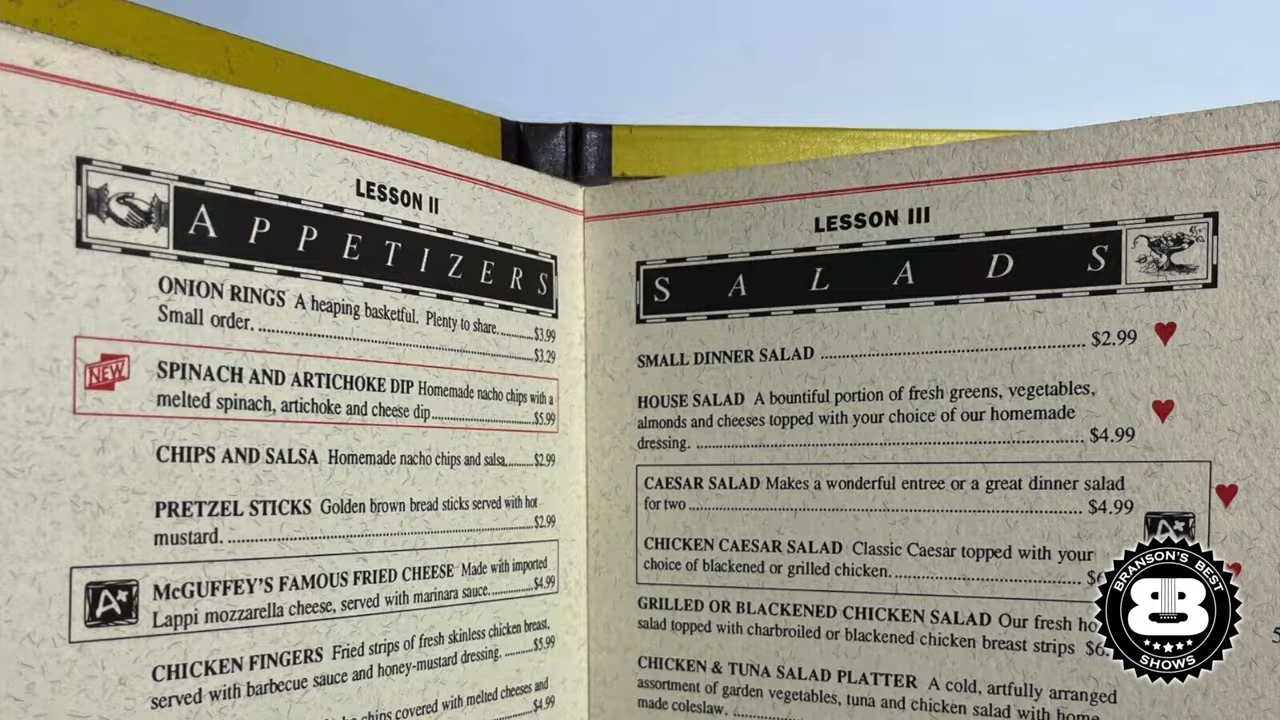 LESSON II
APPETIZERS
ONION RINGS A heaping basketful. Plenty to share. $3.99
Small order. $3.29
NEW
SPINACH AND ARTICHOKE DIP Homemade nacho chips with a
melted spinach, artichoke and cheese dip $5.99
CHIPS AND SALSA Homemade nacho chips and salsa. $2.99
PRETZEL STICKS Golden brown bread sticks served with hot
mustard. $2.99
A+
McGUFFEY'S FAMOUS FRIED CHEESE Made with imported
Lappi mozzarella cheese, served with marinara sauce. $4.99
CHICKEN FINGERS Fried strips of fresh skinless chicken breast,
served with barbecue sauce and honey-mustard dressing. $5.99
chips covered with melted cheeses and
$4.99
LESSON III
SALADS
SMALL DINNER SALAD $2.99
HOUSE SALAD A bountiful portion of fresh greens, vegetables,
almonds and cheeses topped with your choice of our homemade
dressing. $4.99
CAESAR SALAD Makes a wonderful entree or a great dinner salad
for two $4.99
A+
CHICKEN CAESAR SALAD Classic Caesar topped with your
choice of blackened or grilled chicken.
GRILLED OR BLACKENED CHICKEN SALAD Our fresh
salad topped with charbroiled or blackened chicken breast strips
CHICKEN & TUNA SALAD PLATTER A cold, artfully arranged
assortment of garden vegetables, tuna and chicken salad with
made coleslaw.
BRANSON'S BEST
SHOWS